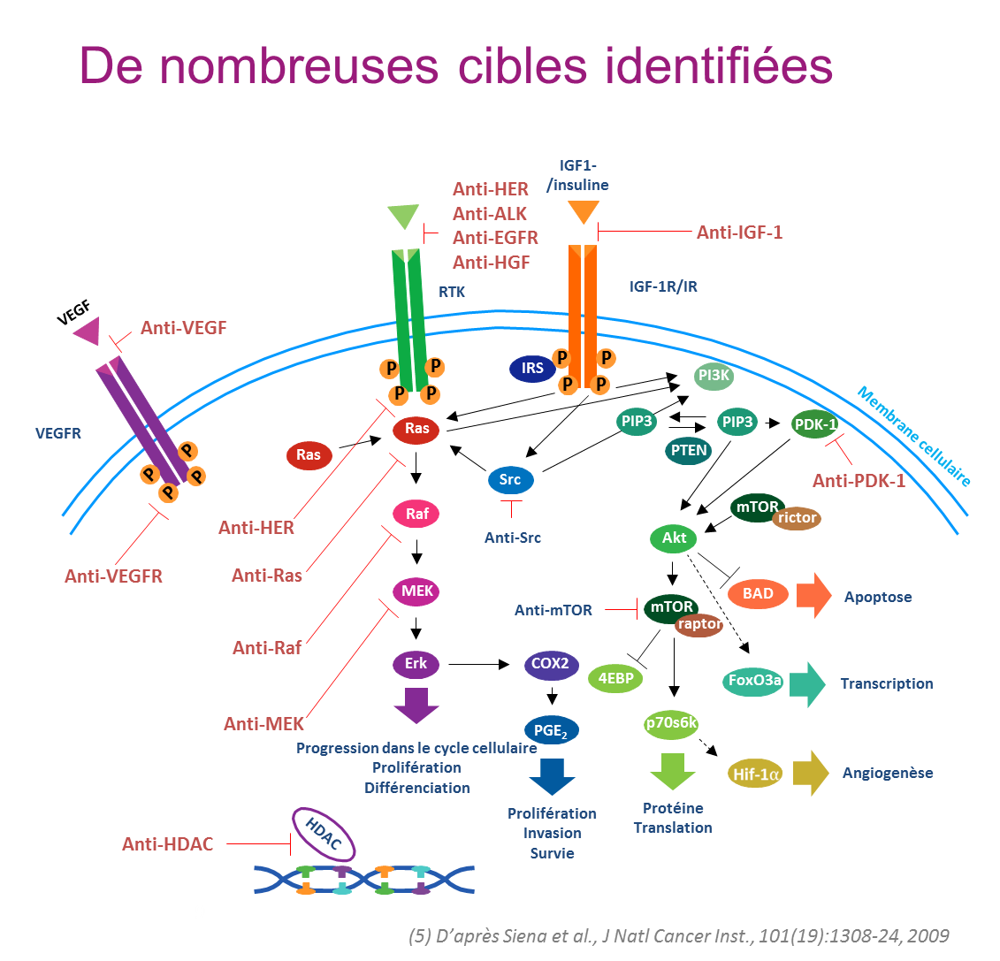 De nombreuses cibles identifiées
IGF1-
/insuline
Anti-HER
Anti-ALK
Anti-EGFR
Anti-HGF
Anti-IGF-1
RTK
IGF-1R/IR
VEGF
Anti-VEGF
VEGFR
P
P
P
P
P
P
P
P
P
P
P
P
IRS
PI3K
Membrane cellulaire
Ras
Ras
PIP3
PIP3
PDK-1
PTEN
Src
Anti-PDK-1
Raf
mTOR
rictor
Anti-HER
Anti-Src
Akt
Anti-VEGFR
Anti-Ras
MEK
BAD
Apoptose
Anti-mTOR
mTOR
raptor
Anti-Raf
Erk
COX2
4EBP
FoxO3a
Transcription
Anti-MEK
PGE2
p70s6k
Progression dans le cycle cellulaire
Prolifération
Différenciation
Hif-1α
Angiogenèse
Prolifération
Invasion
Survie
Protéine
Translation
Anti-HDAC
HDAC
(5) D’après Siena et al., J Natl Cancer Inst., 101(19):1308-24, 2009